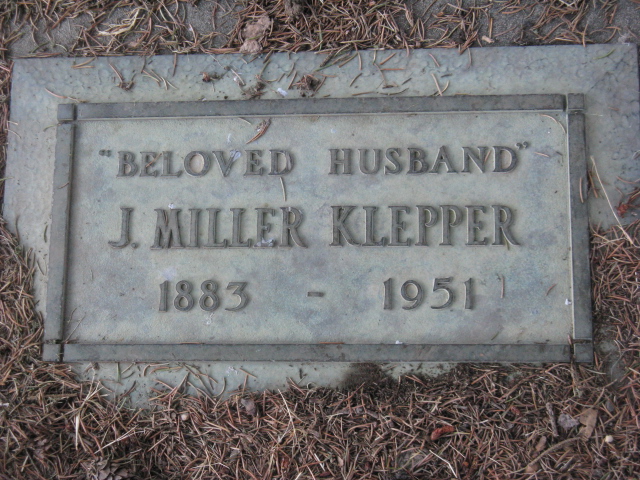 "BELOVED HUSBAND"
J. MILLER KLEPPER
1883 - 1951